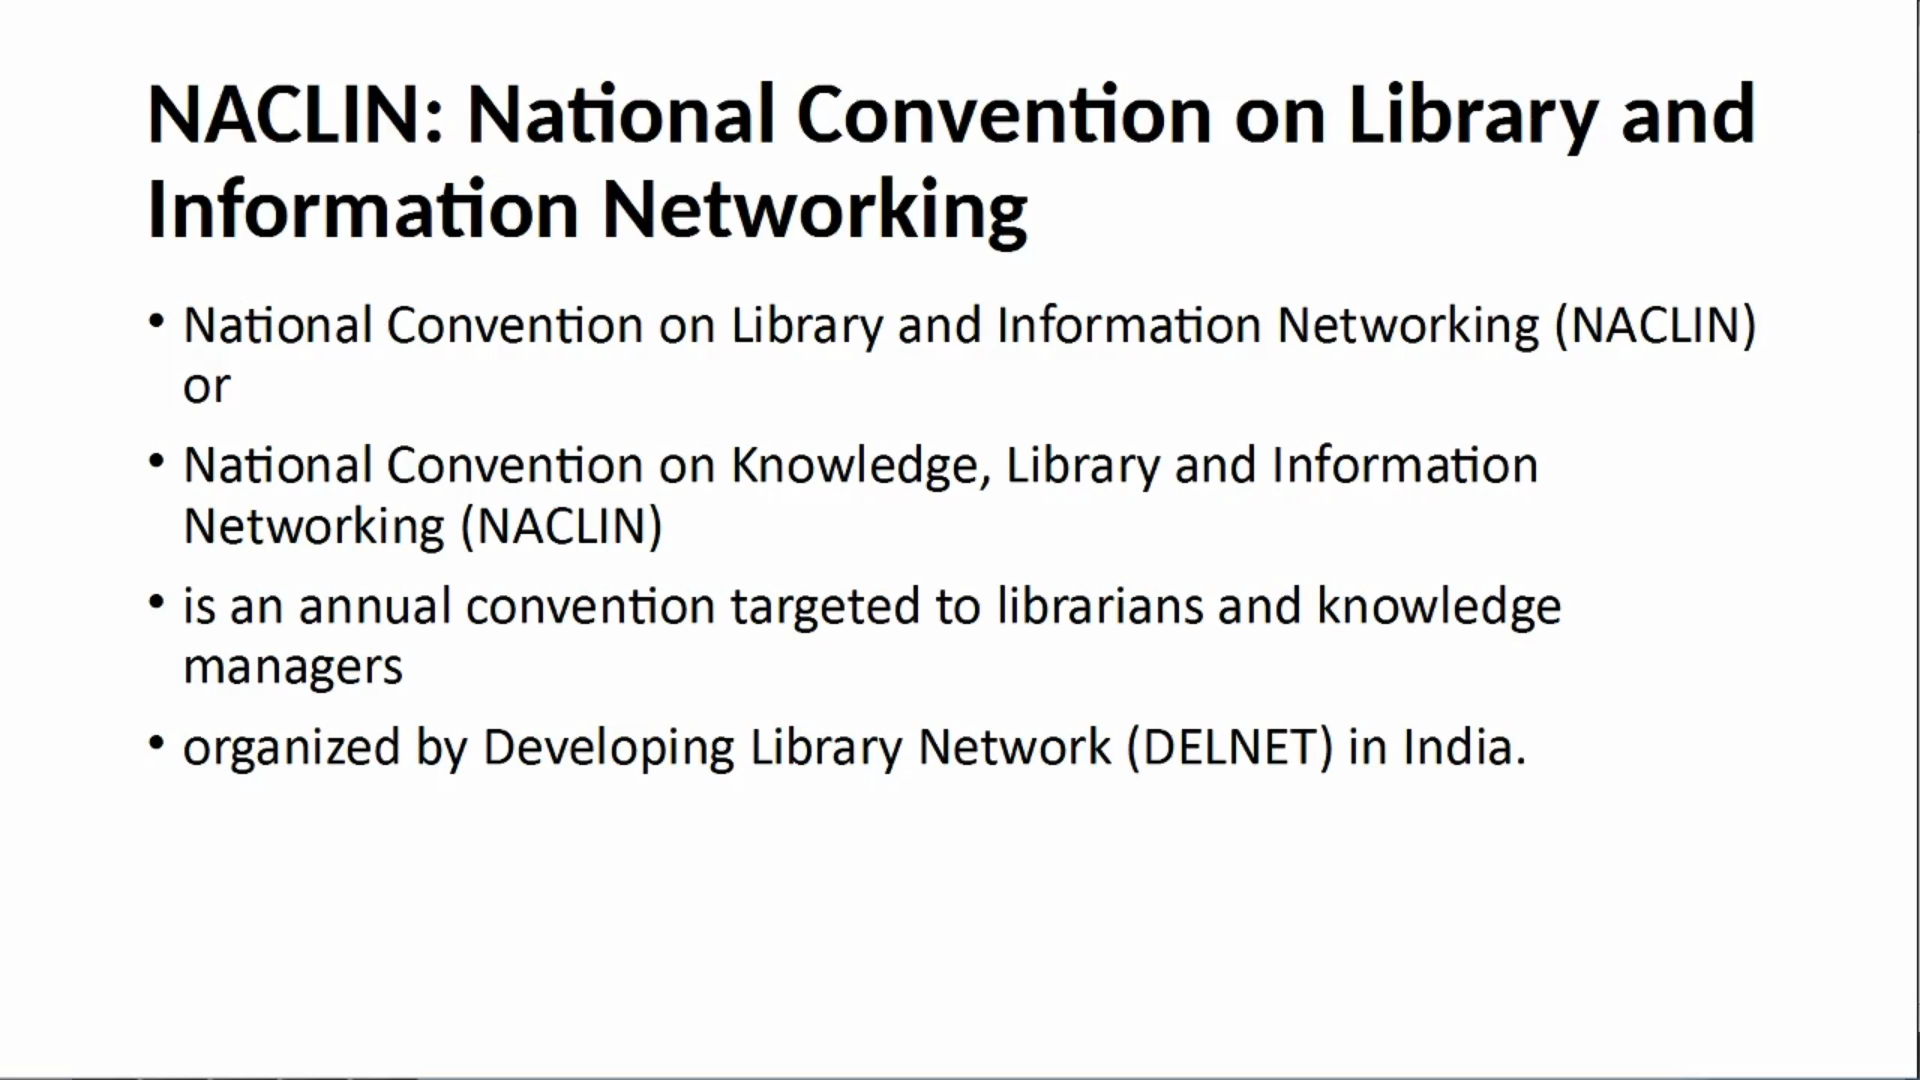 NACLIN: National Convention on Library and
Information Networking
• National Convention on Library and Information Networking (NACLIN)
or
• National Convention on Knowledge, Library and Information
Networking (NACLIN)
• is an annual convention targeted to librarians and knowledge
managers
• organized by Developing Library Network (DELNET) in India.